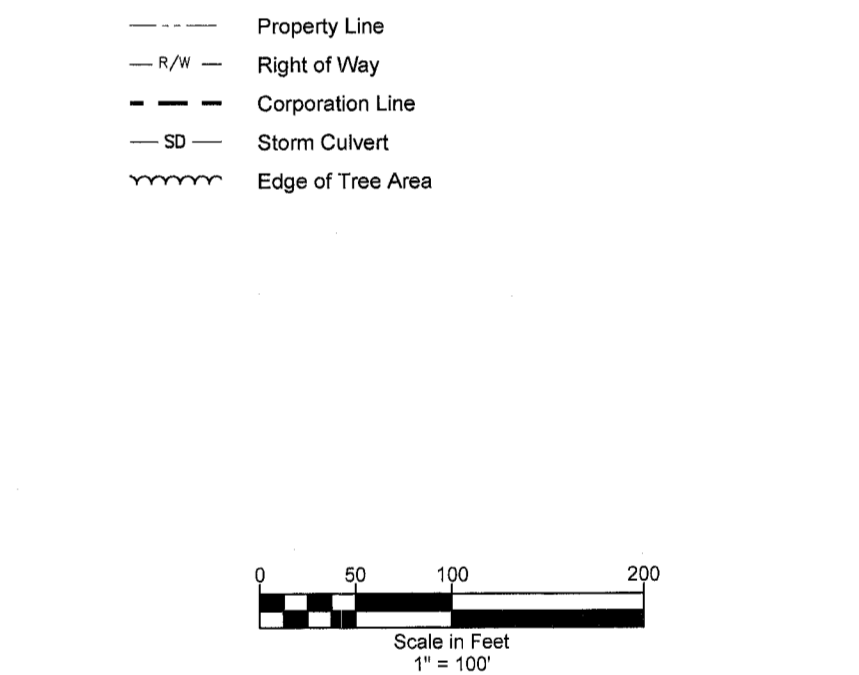 Property Line
R/W Right of Way
Corporation Line
SD Storm Culvert
Edge of Tree Area
0 50 100 200
Scale in Feet
1" = 100'